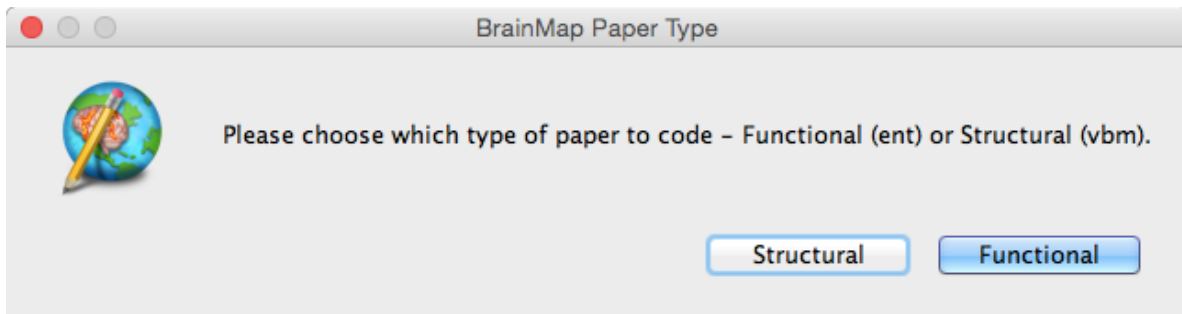 BrainMap Paper Type
Please choose which type of paper to code – Functional (ent) or Structural (vbm).
Structural Functional